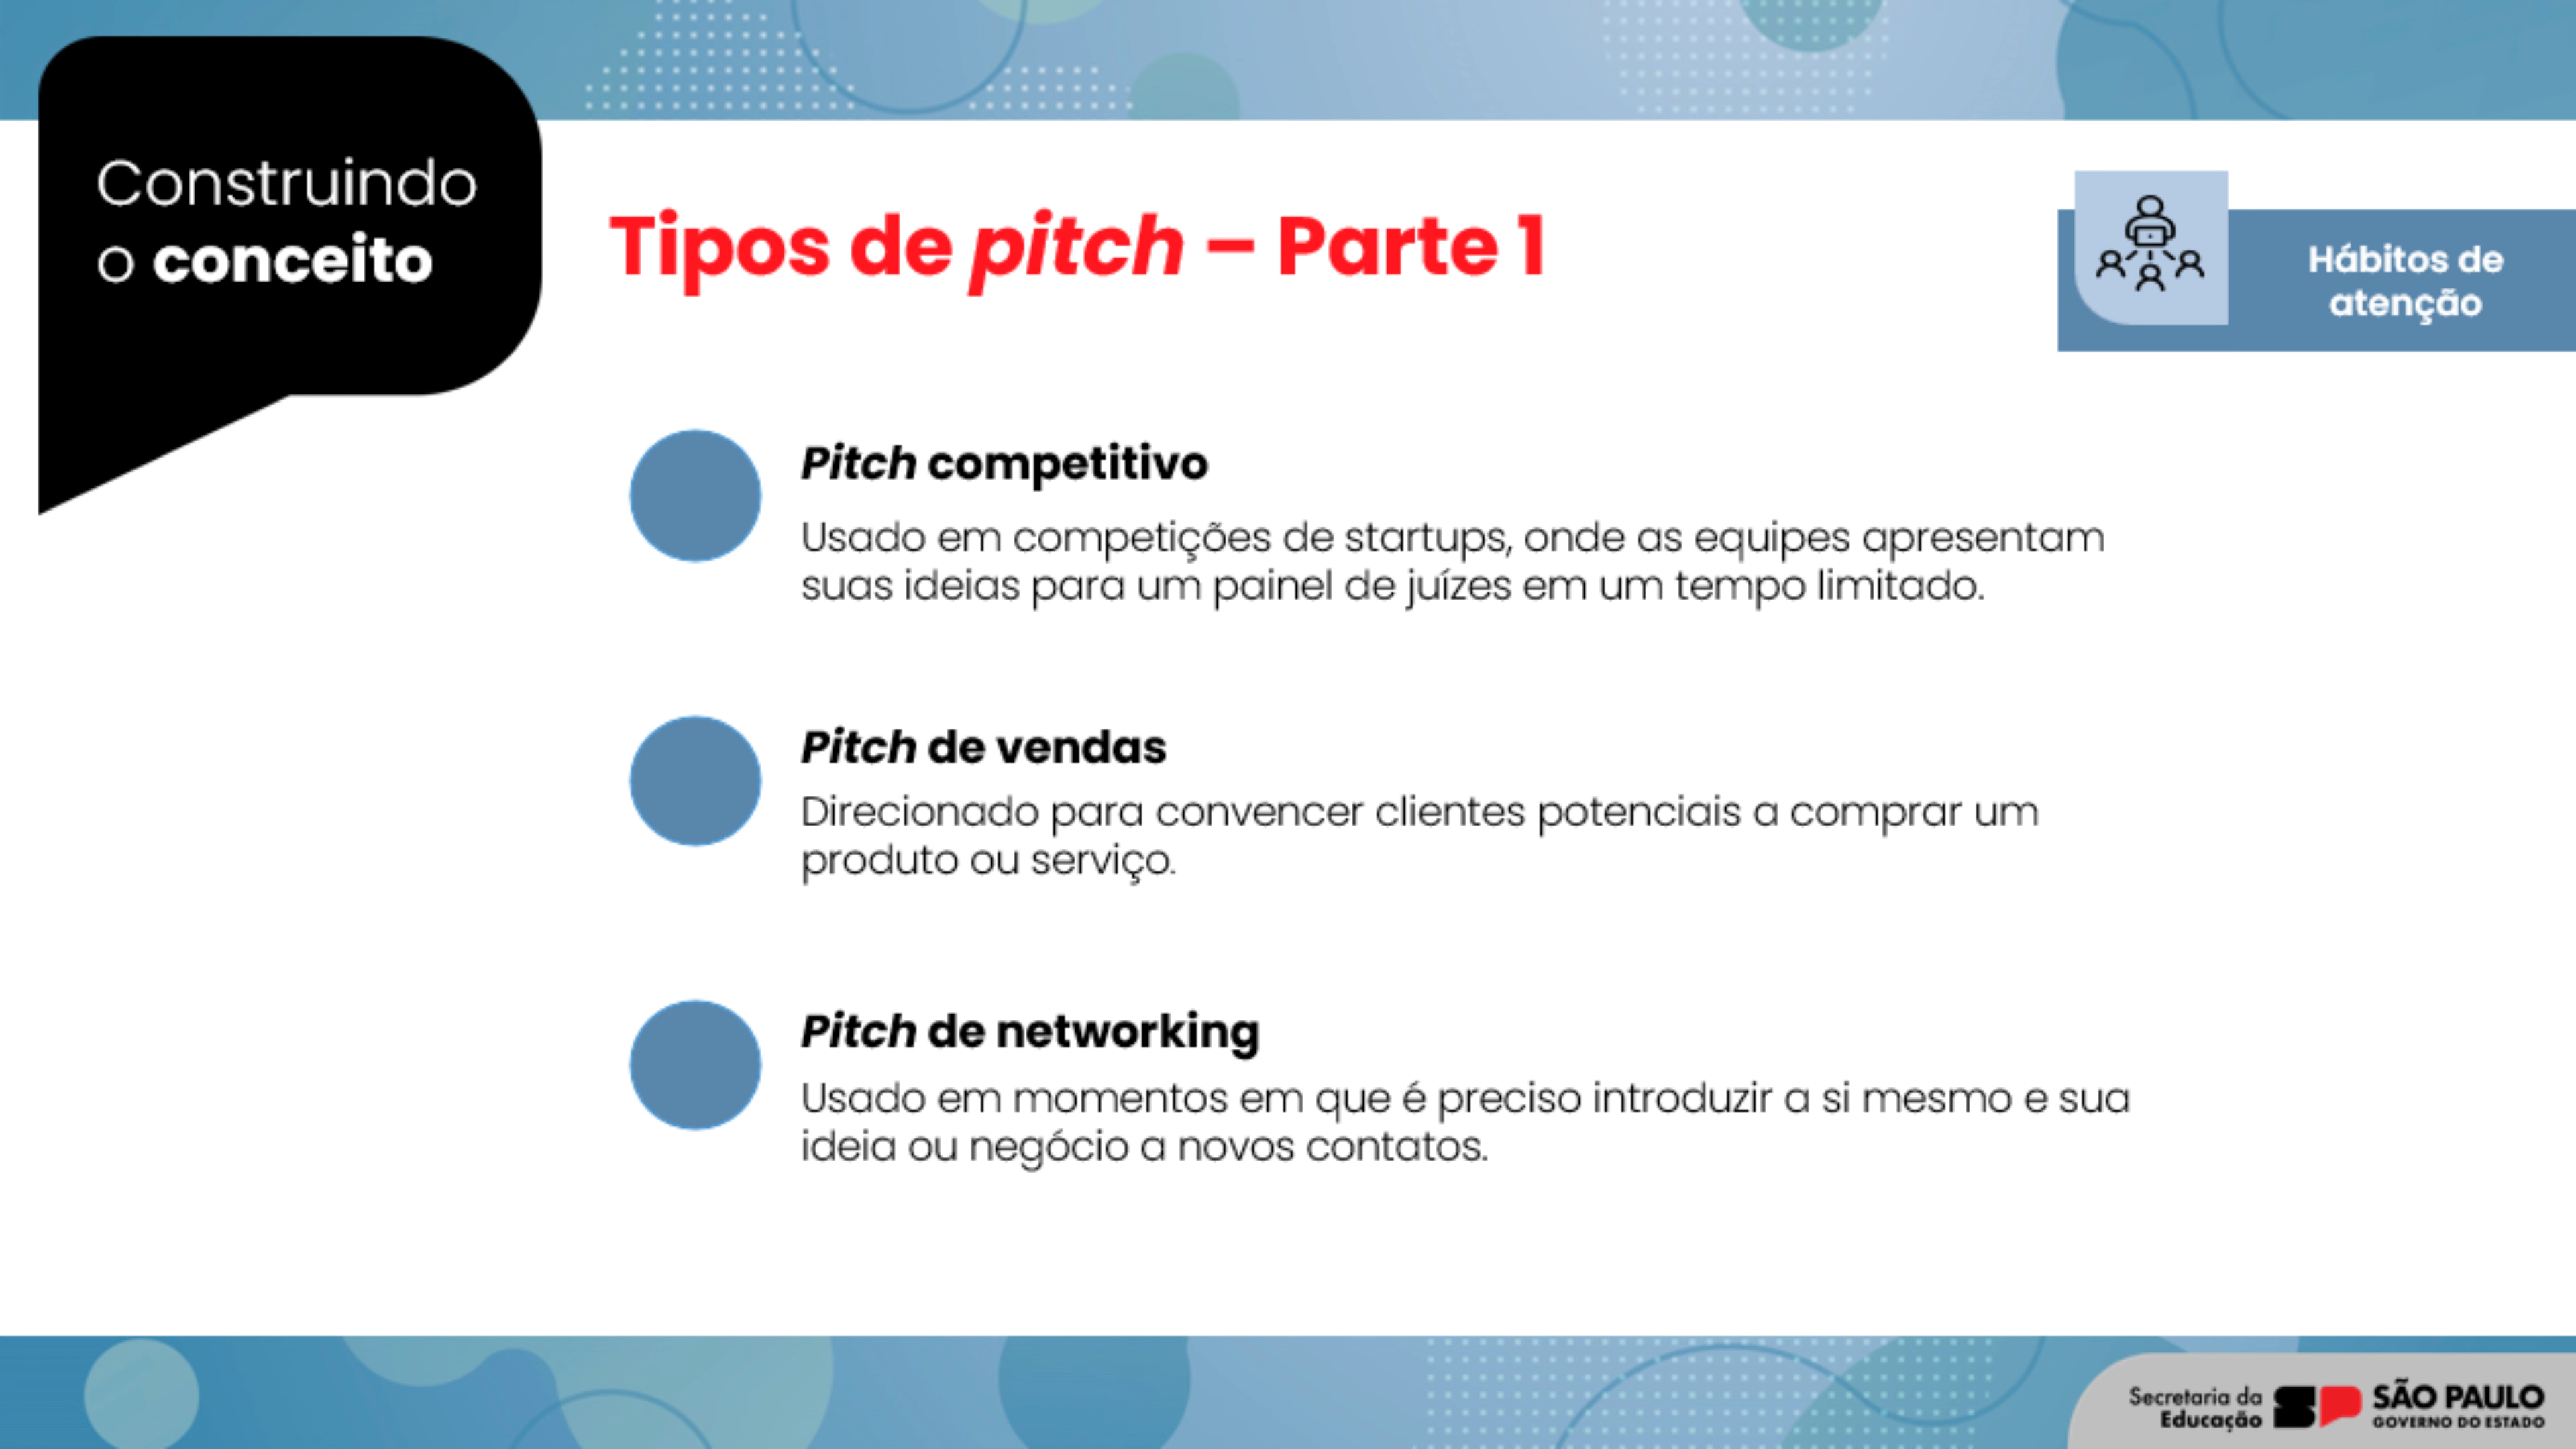 Construindo
o conceito
Tipos de pitch – Parte 1
Hábitos de
atenção
Pitch competitivo
Usado em competições de startups, onde as equipes apresentam
suas ideias para um painel de juízes em um tempo limitado.
Pitch de vendas
Direcionado para convencer clientes potenciais a comprar um
produto ou serviço.
Pitch de networking
Usado em momentos em que é preciso introduzir a si mesmo e sua
ideia ou negócio a novos contatos.
Secretaria da
Educação
SÃO PAULO
GOVERNO DO ESTADO